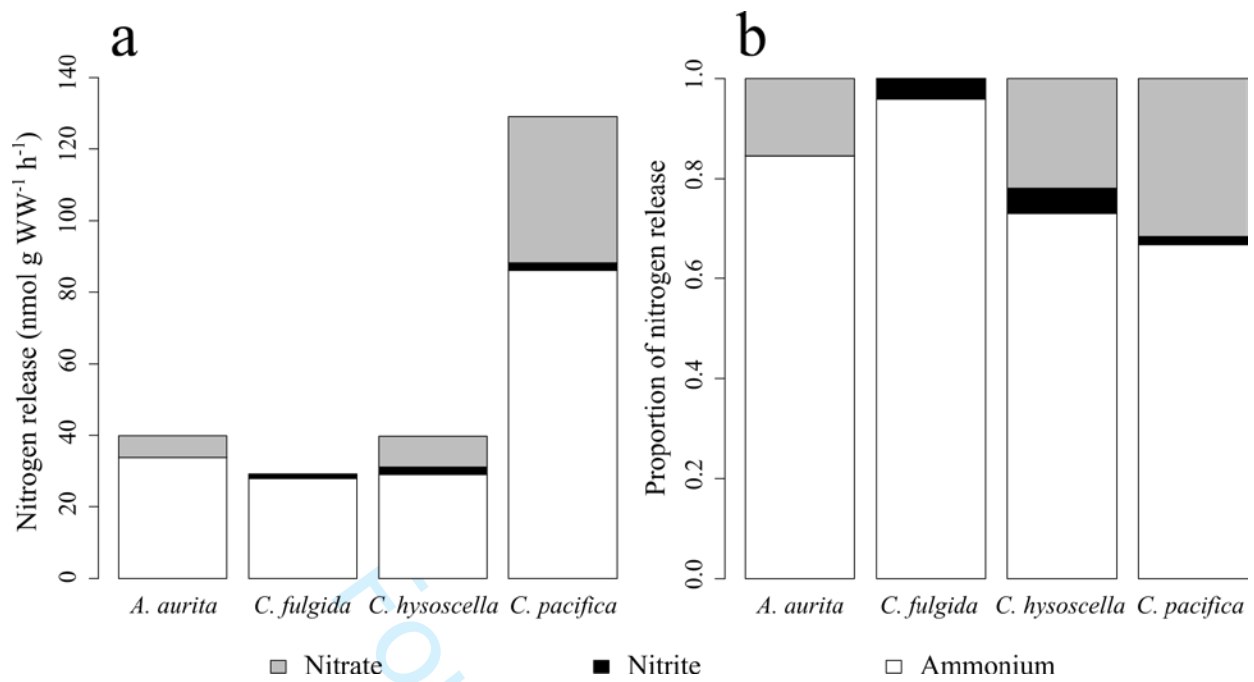 a
b
Nitrogen release (nmol g WW⁻¹ h⁻¹)
0 20 40 60 80 100 120 140
A. aurita C. fulgida C. hysoscella C. pacifica
Proportion of nitrogen release
0.0 0.2 0.4 0.6 0.8 1.0
A. aurita C. fulgida C. hysoscella C. pacifica
Nitrate Nitrite Ammonium